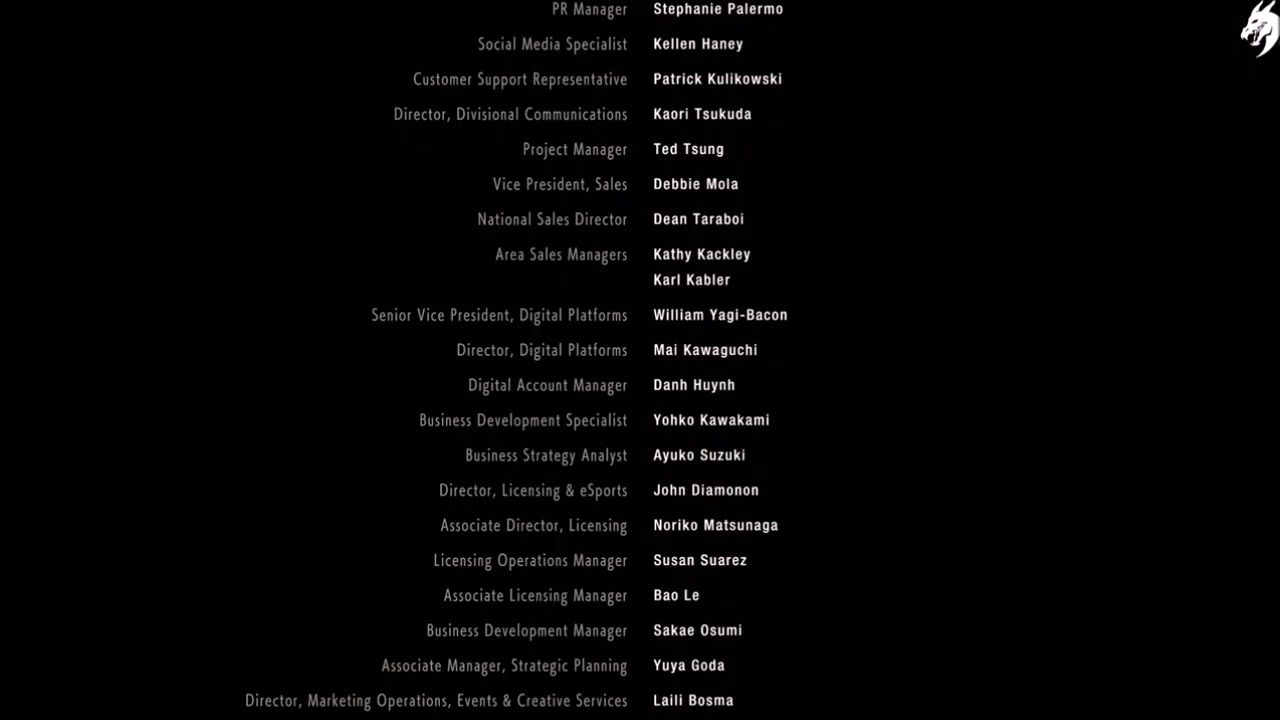 PR Manager Stephanie Palermo
Social Media Specialist Kellen Haney
Customer Support Representative Patrick Kulikowski
Director, Divisional Communications Kaori Tsukuda
Project Manager Ted Tsung
Vice President, Sales Debbie Mola
National Sales Director Dean Taraboi
Area Sales Managers Kathy Kackley
Karl Kabler
Senior Vice President, Digital Platforms William Yagi-Bacon
Director, Digital Platforms Mai Kawaguchi
Digital Account Manager Danh Huynh
Business Development Specialist Yohko Kawakami
Business Strategy Analyst Ayuko Suzuki
Director, Licensing & eSports John Diamonon
Associate Director, Licensing Noriko Matsunaga
Licensing Operations Manager Susan Suarez
Associate Licensing Manager Bao Le
Business Development Manager Sakae Osumi
Associate Manager, Strategic Planning Yuya Goda
Director, Marketing Operations, Events & Creative Services Laili Bosma